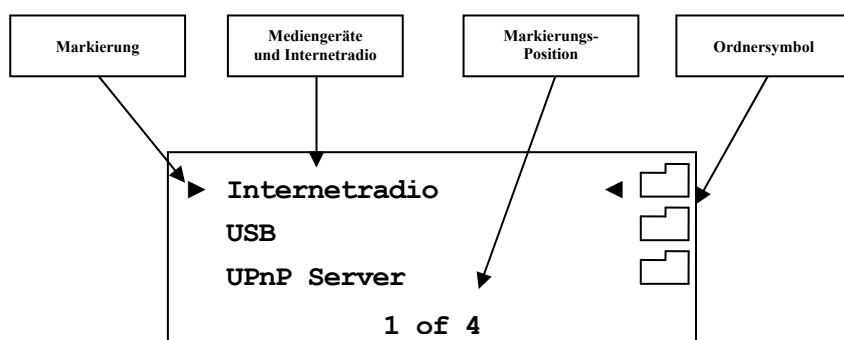 Markierung
Mediengeräte
und Internetradio
Markierungs-
Position
Ordnersymbol
Internetradio
USB
UPnP Server
1 of 4